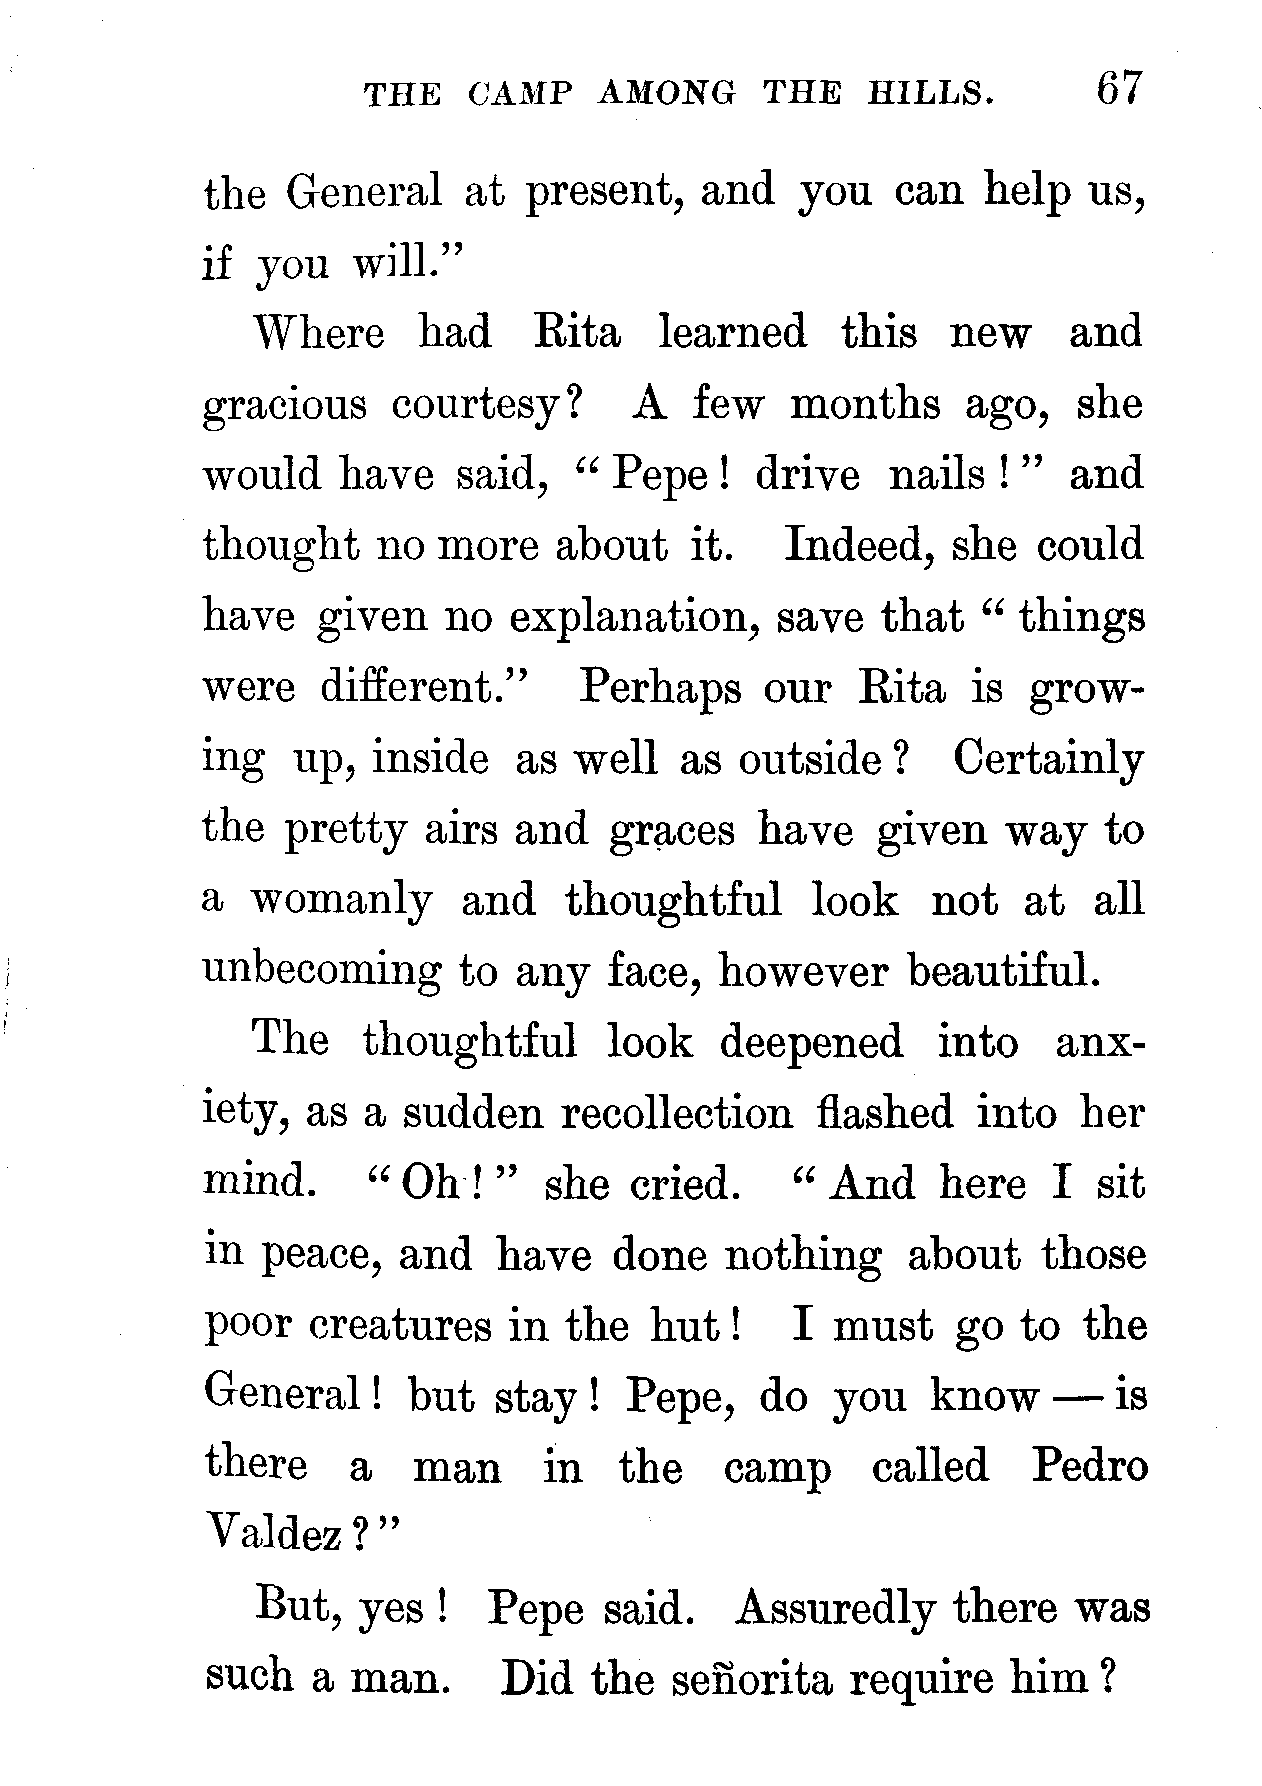 THE CAMP AMONG THE HILLS. 67
the General at present, and you can help us,
if you will."
Where had Rita learned this new and
gracious courtesy? A few months ago, she
would have said, "Pepe! drive nails!" and
thought no more about it. Indeed, she could
have given no explanation, save that "things
were different." Perhaps our Rita is grow-
ing up, inside as well as outside? Certainly
the pretty airs and graces have given way to
a womanly and thoughtful look not at all
unbecoming to any face, however beautiful.
The thoughtful look deepened into anx-
iety, as a sudden recollection flashed into her
mind. "Oh!" she cried. "And here I sit
in peace, and have done nothing about those
poor creatures in the hut! I must go to the
General! but stay! Pepe, do you know — is
there a man in the camp called Pedro
Valdez?"
But, yes! Pepe said. Assuredly there was
such a man. Did the señorita require him?